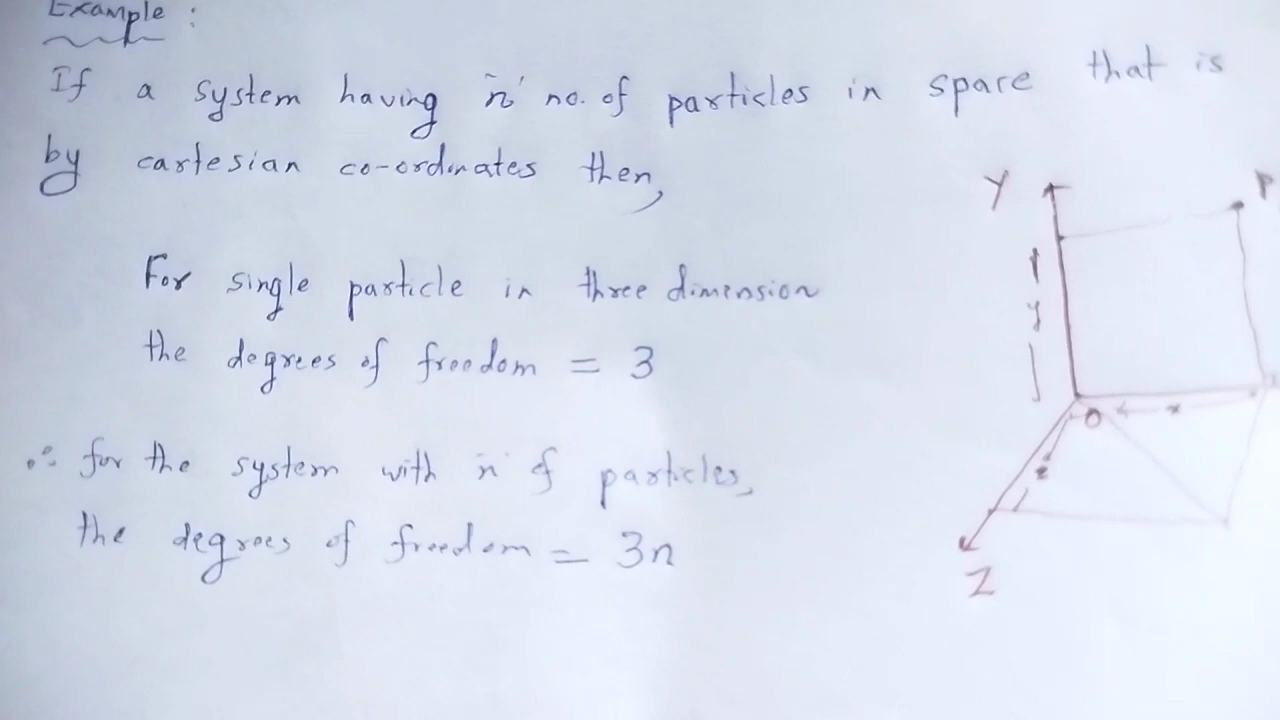 Example :
If a system having 'n' no. of particles in space that is
by cartesian co-ordinates then,
For single particle in three dimension
the degrees of freedom = 3
∴ for the system with 'n' of particles,
the degrees of freedom = 3n
Y
P
y
O
x
z
Z